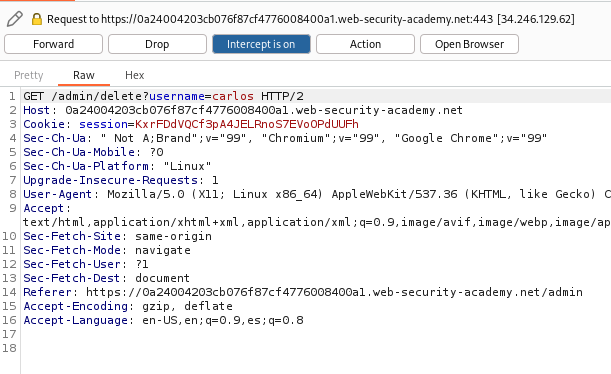 Request to https://0a24004203cb076f87cf4776008400a1.web-security-academy.net:443 [34.246.129.62]
Forward Drop Intercept is on Action Open Browser
Pretty Raw Hex
1 GET /admin/delete?username=carlos HTTP/2
2 Host: 0a24004203cb076f87cf4776008400a1.web-security-academy.net
3 Cookie: session=KxrFDdVQCf3pA4JELRnoS7EVoOPdUUFh
4 Sec-Ch-Ua: " Not A;Brand";v="99", "Chromium";v="99", "Google Chrome";v="99"
5 Sec-Ch-Ua-Mobile: ?0
6 Sec-Ch-Ua-Platform: "Linux"
7 Upgrade-Insecure-Requests: 1
8 User-Agent: Mozilla/5.0 (X11; Linux x86_64) AppleWebKit/537.36 (KHTML, like Gecko) C
9 Accept:
text/html,application/xhtml+xml,application/xml;q=0.9,image/avif,image/webp,image/ap
10 Sec-Fetch-Site: same-origin
11 Sec-Fetch-Mode: navigate
12 Sec-Fetch-User: ?1
13 Sec-Fetch-Dest: document
14 Referer: https://0a24004203cb076f87cf4776008400a1.web-security-academy.net/admin
15 Accept-Encoding: gzip, deflate
16 Accept-Language: en-US,en;q=0.9,es;q=0.8
17
18